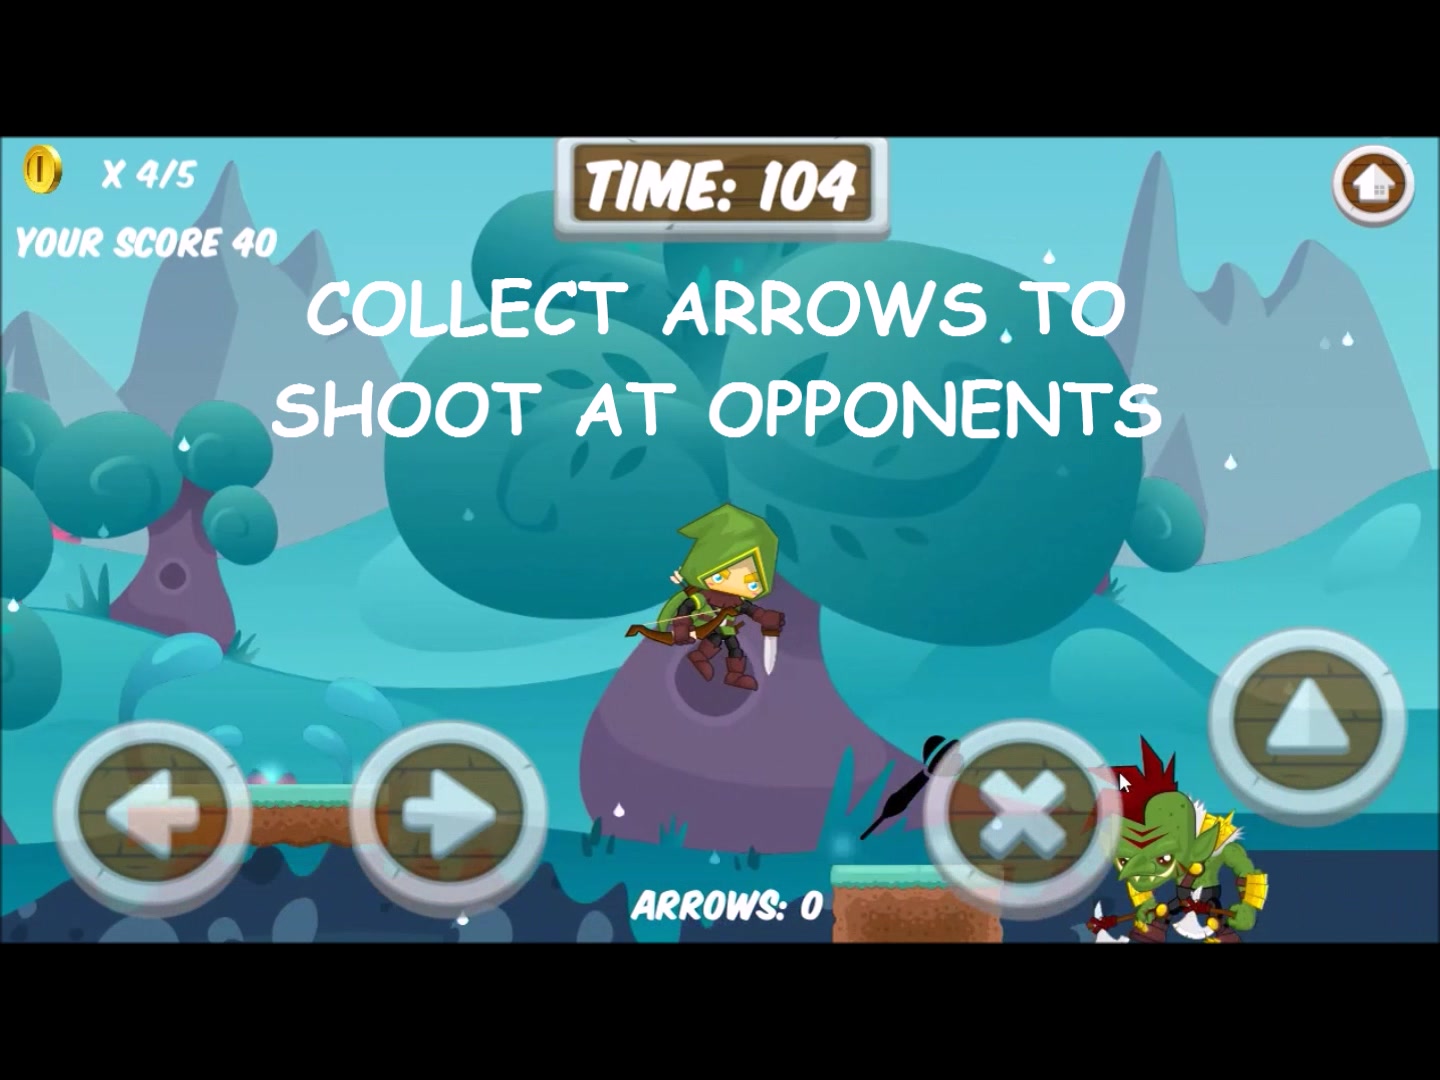 X 4/5
TIME: 104
YOUR SCORE 40
COLLECT ARROWS TO
SHOOT AT OPPONENTS
ARROWS: 0